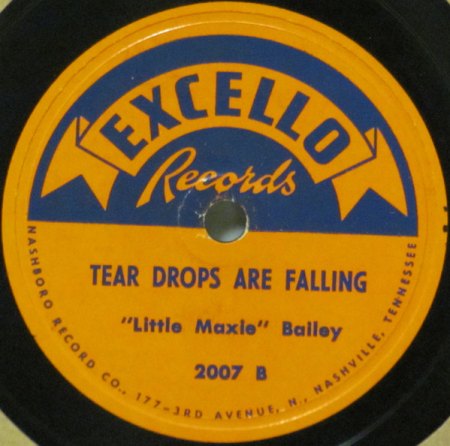 EXCELLO
Records
TEAR DROPS ARE FALLING
"Little Maxie" Bailey
2007 B
NASHBORO RECORD CO., 177-3RD AVENUE, N., NASHVILLE, TENNESSEE